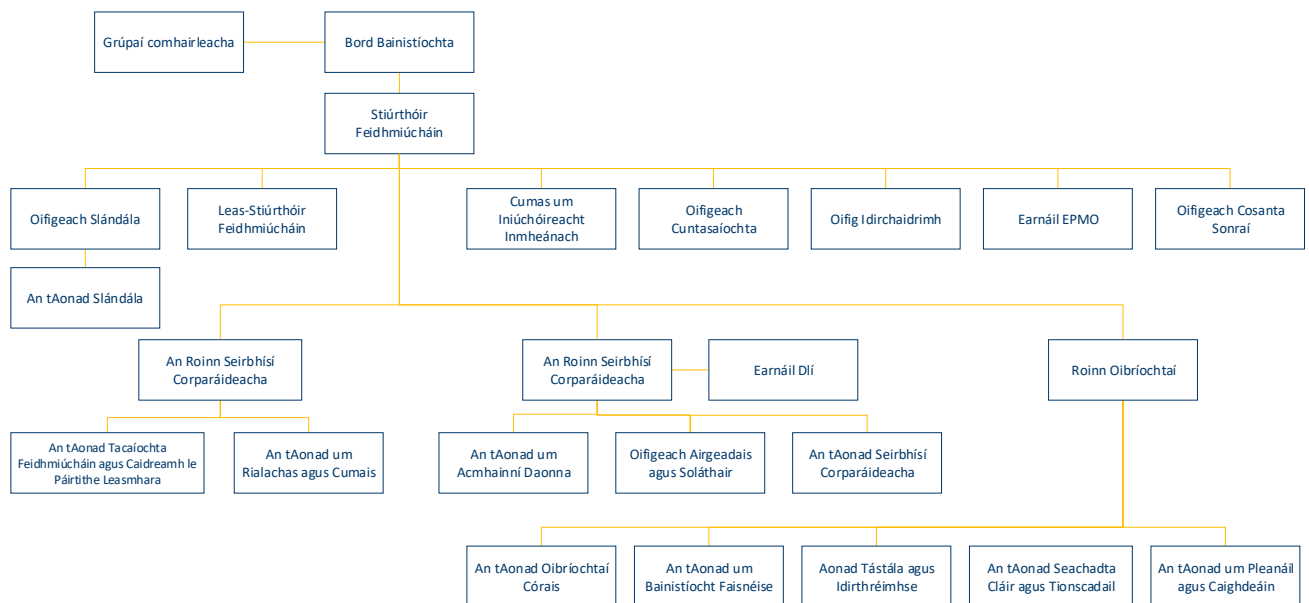 Grúpaí comhairleacha
Bord Bainistíochta
Stiúrthóir
Feidhmiúcháin
Oifigeach Slándála
Leas-Stiúrthóir
Feidhmiúcháin
Cumas um
Iniúchóireacht
Inmheánach
Oifigeach
Cuntasaíochta
Oifig Idirchaidrimh
Earnáil EPMO
Oifigeach Cosanta
Sonraí
An tAonad Slándála
An Roinn Seirbhísí
Corparáideacha
An Roinn Seirbhísí
Corparáideacha
Earnáil Dlí
Roinn Oibríochtaí
An tAonad Tacaíochta
Feidhmiúcháin agus Caidreamh le
Páirtithe Leasmhara
An tAonad um
Rialachas agus Cumais
An tAonad um
Acmhainní Daonna
Oifigeach Airgeadais
agus Soláthair
An tAonad Seirbhísí
Corparáideacha
An tAonad Oibríochtaí
Córais
An tAonad um
Bainistíocht Faisnéise
Aonad Tástála agus
Idirthréimhse
An tAonad Seachadta
Cláir agus Tionscadail
An tAonad um Pleanáil
agus Caighdeáin